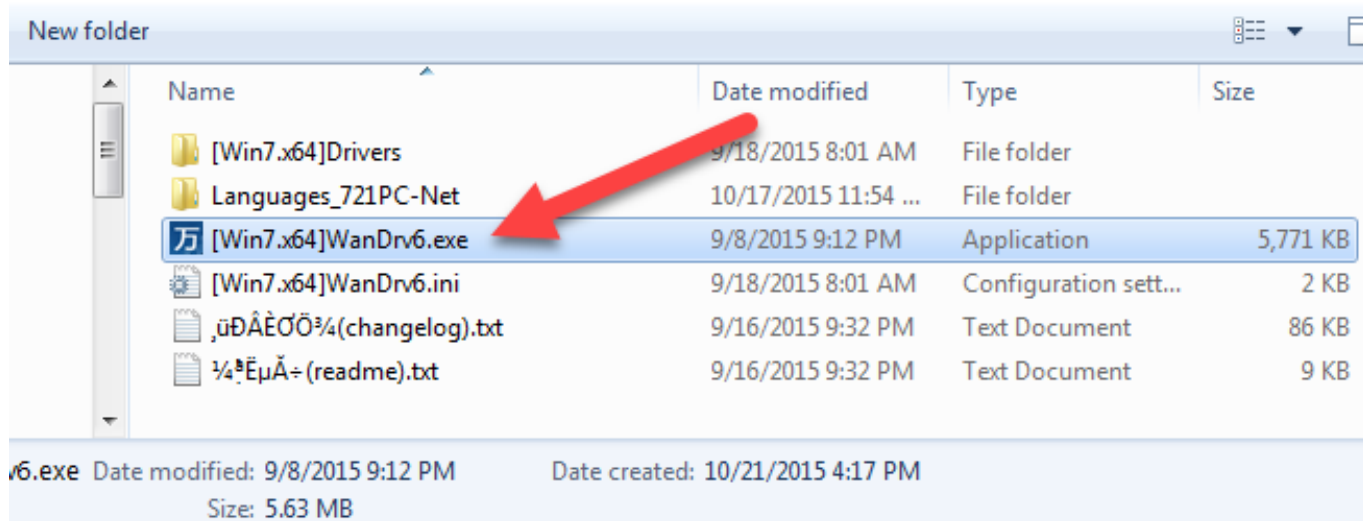 New folder
Name Date modified Type Size
[Win7.x64]Drivers 9/18/2015 8:01 AM File folder
Languages_721PC-Net 10/17/2015 11:54 ... File folder
万 [Win7.x64]WanDrv6.exe 9/8/2015 9:12 PM Application 5,771 KB
[Win7.x64]WanDrv6.ini 9/18/2015 8:01 AM Configuration sett... 2 KB
¸üÐÂÈƠÖ¾(changelog).txt 9/16/2015 9:32 PM Text Document 86 KB
¼̣ªËµĂ÷(readme).txt 9/16/2015 9:32 PM Text Document 9 KB
v6.exe Date modified: 9/8/2015 9:12 PM Date created: 10/21/2015 4:17 PM
Size: 5.63 MB